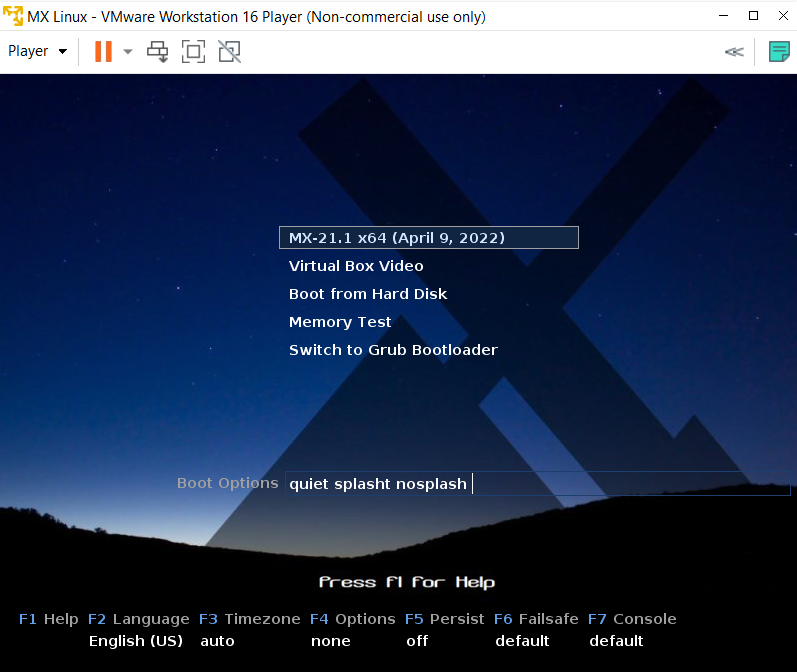 MX Linux - VMware Workstation 16 Player (Non-commercial use only)
Player
MX-21.1 x64 (April 9, 2022)
Virtual Box Video
Boot from Hard Disk
Memory Test
Switch to Grub Bootloader
Boot Options quiet splasht nosplash
Press F1 for Help
F1 Help F2 Language F3 Timezone F4 Options F5 Persist F6 Failsafe F7 Console
English (US) auto none off default default